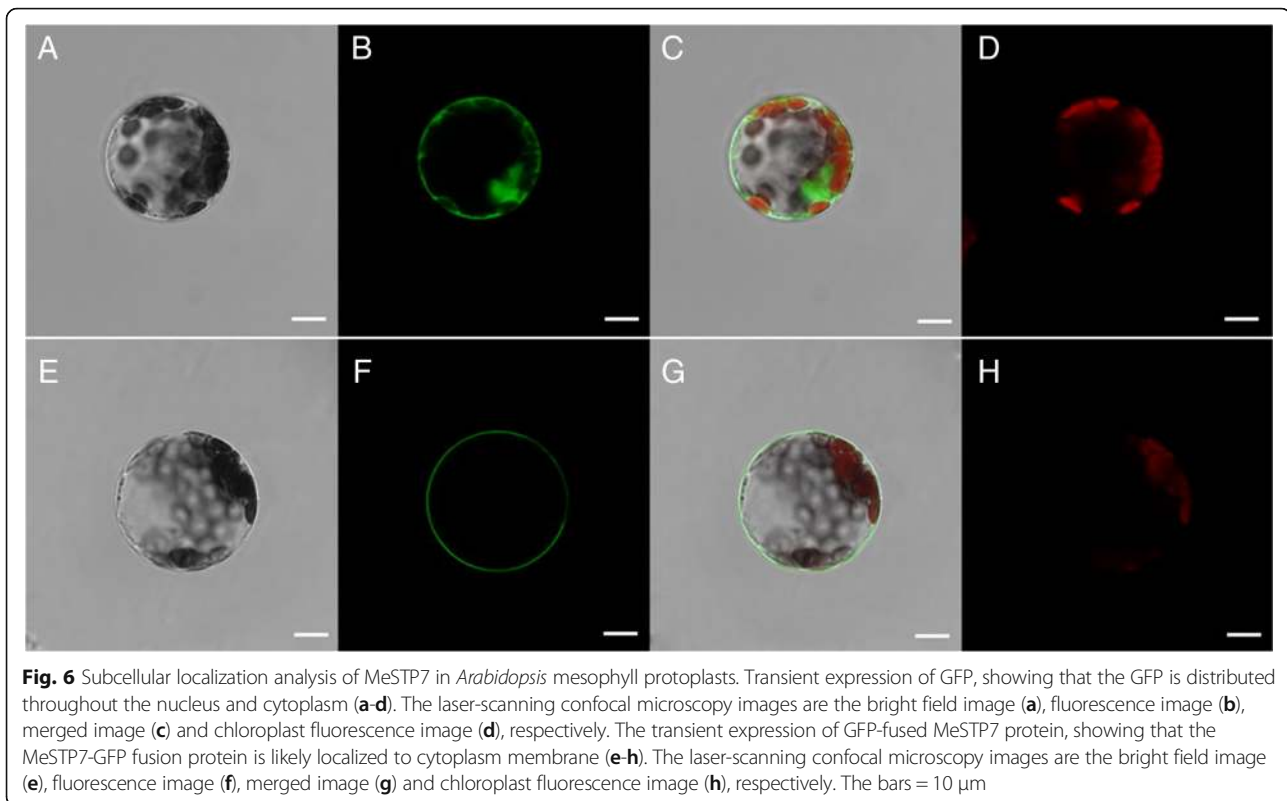 A
B
C
D
E
F
G
H
Fig. 6 Subcellular localization analysis of MeSTP7 in Arabidopsis mesophyll protoplasts. Transient expression of GFP, showing that the GFP is distributed
throughout the nucleus and cytoplasm (a-d). The laser-scanning confocal microscopy images are the bright field image (a), fluorescence image (b),
merged image (c) and chloroplast fluorescence image (d), respectively. The transient expression of GFP-fused MeSTP7 protein, showing that the
MeSTP7-GFP fusion protein is likely localized to cytoplasm membrane (e-h). The laser-scanning confocal microscopy images are the bright field image
(e), fluorescence image (f), merged image (g) and chloroplast fluorescence image (h), respectively. The bars = 10 μm